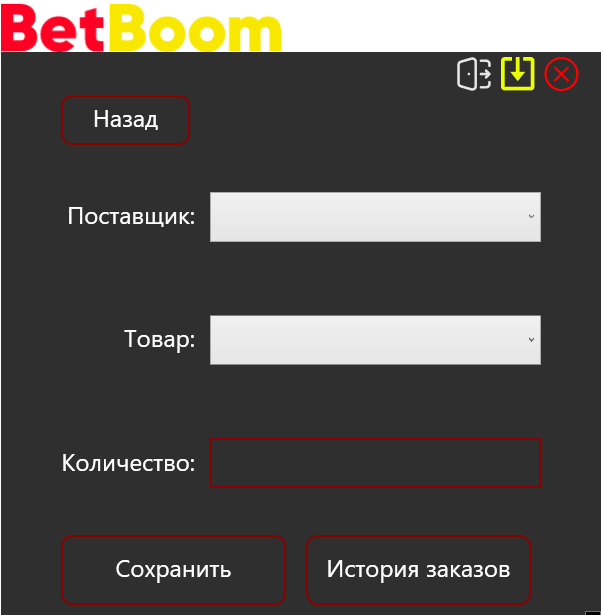 BetBoom
Назад
Поставщик:
Товар:
Количество:
Сохранить
История заказов